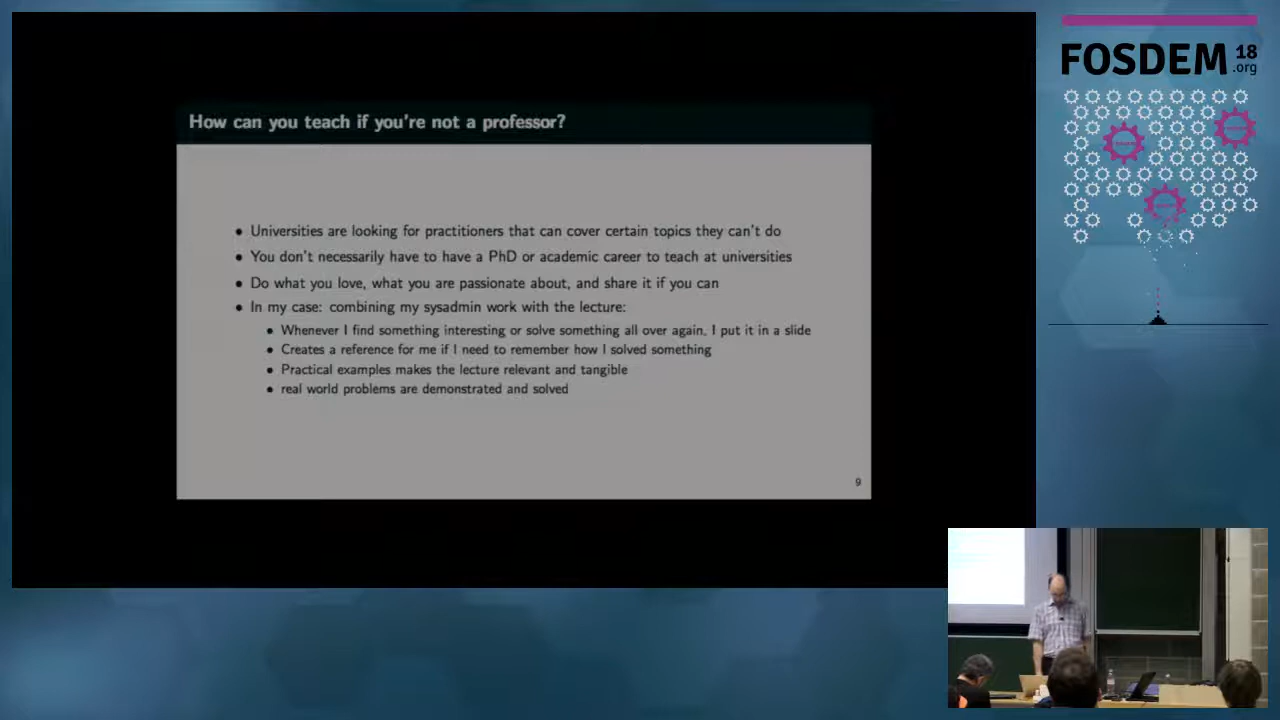 How can you teach if you're not a professor?
• Universities are looking for practitioners that can cover certain topics they can't do
• You don't necessarily have to have a PhD or academic career to teach at universities
• Do what you love, what you are passionate about, and share it if you can
• In my case: combining my sysadmin work with the lecture:
• Whenever I find something interesting or solve something all over again, I put it in a slide
• Creates a reference for me if I need to remember how I solved something
• Practical examples makes the lecture relevant and tangible
• real world problems are demonstrated and solved
9
FOSDEM 18
.org